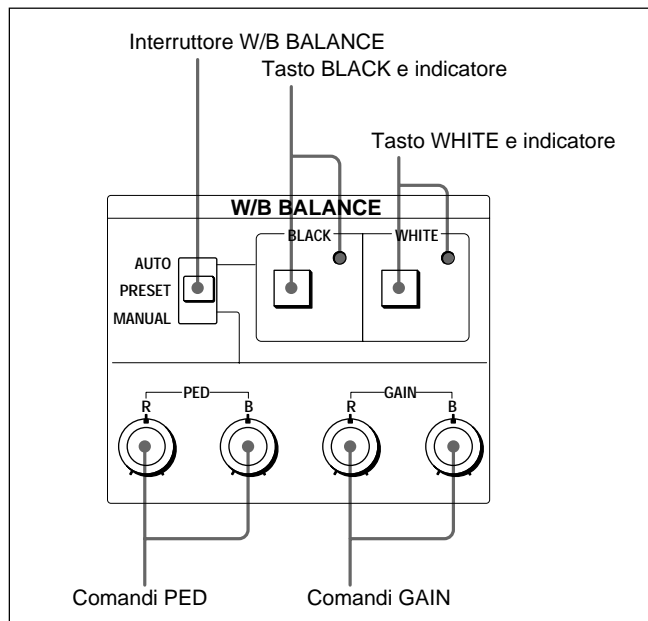 Interruttore W/B BALANCE
Tasto BLACK e indicatore
Tasto WHITE e indicatore
W/B BALANCE
BLACK WHITE
AUTO
PRESET
MANUAL
PED GAIN
R B R B
Comandi PED Comandi GAIN